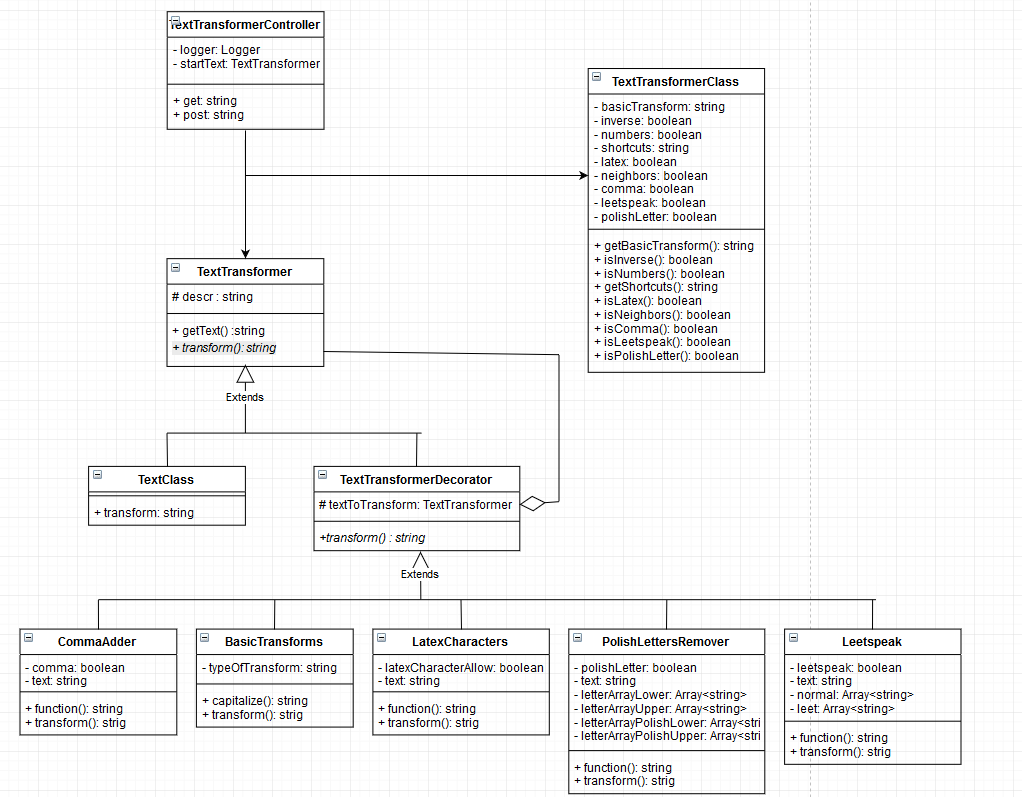 TextTransformerController
- logger: Logger
- startText: TextTransformer
+ get: string
+ post: string
TextTransformerClass
- basicTransform: string
- inverse: boolean
- numbers: boolean
- shortcuts: string
- latex: boolean
- neighbors: boolean
- comma: boolean
- leetspeak: boolean
- polishLetter: boolean
+ getBasicTransform(): string
+ isInverse(): boolean
+ isNumbers(): boolean
+ getShortcuts(): string
+ isLatex(): boolean
+ isNeighbors(): boolean
+ isComma(): boolean
+ isLeetspeak(): boolean
+ isPolishLetter(): boolean
TextTransformer
# descr : string
+ getText() :string
+ transform(): string
Extends
TextClass
+ transform: string
TextTransformerDecorator
# textToTransform: TextTransformer
+transform() : string
Extends
CommaAdder
- comma: boolean
- text: string
+ function(): string
+ transform(): strig
BasicTransforms
- typeOfTransform: string
+ capitalize(): string
+ transform(): strig
LatexCharacters
- latexCharacterAllow: boolean
- text: string
+ function(): string
+ transform(): strig
PolishLettersRemover
- polishLetter: boolean
- text: string
- letterArrayLower: Array<string>
- letterArrayUpper: Array<string>
- letterArrayPolishLower: Array<stri
- letterArrayPolishUpper: Array<stri
+ function(): string
+ transform(): strig
Leetspeak
- leetspeak: boolean
- text: string
- normal: Array<string>
- leet: Array<string>
+ function(): string
+ transform(): strig